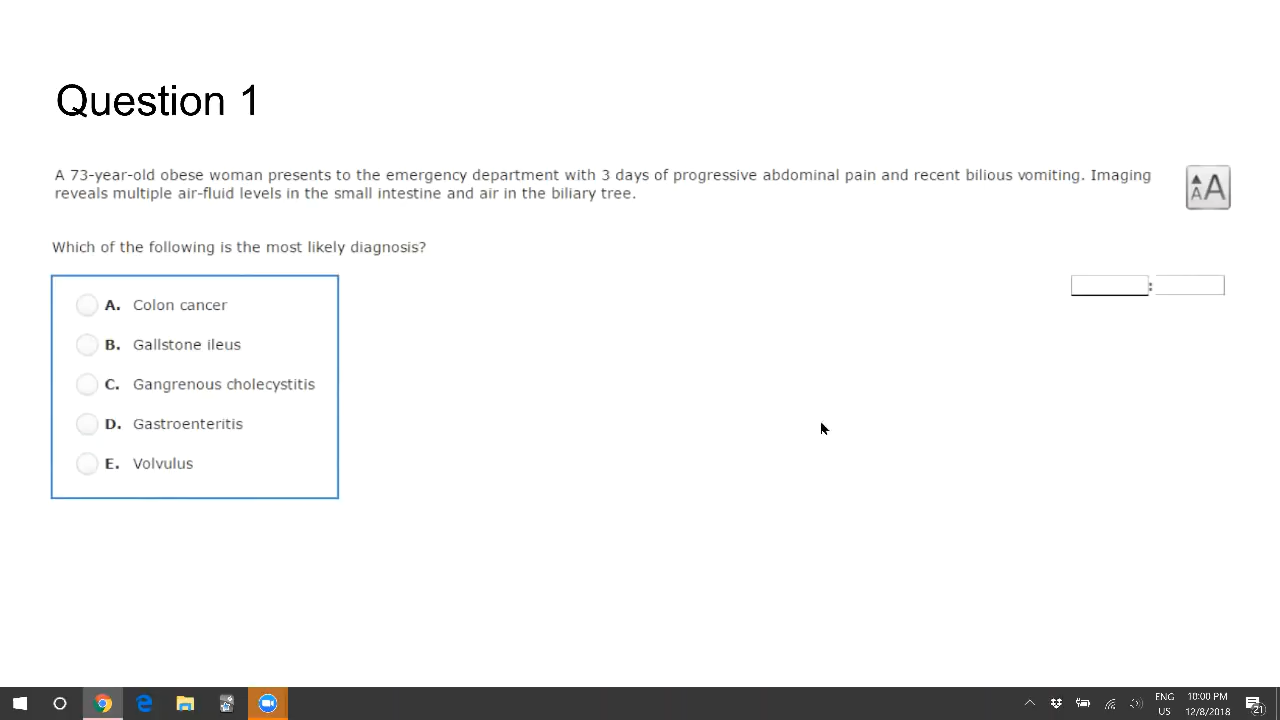 Question 1
A 73-year-old obese woman presents to the emergency department with 3 days of progressive abdominal pain and recent bilious vomiting. Imaging
reveals multiple air-fluid levels in the small intestine and air in the biliary tree.
AA
Which of the following is the most likely diagnosis?
:
A. Colon cancer
B. Gallstone ileus
C. Gangrenous cholecystitis
D. Gastroenteritis
E. Volvulus
ENG
US
10:00 PM
12/8/2018
21